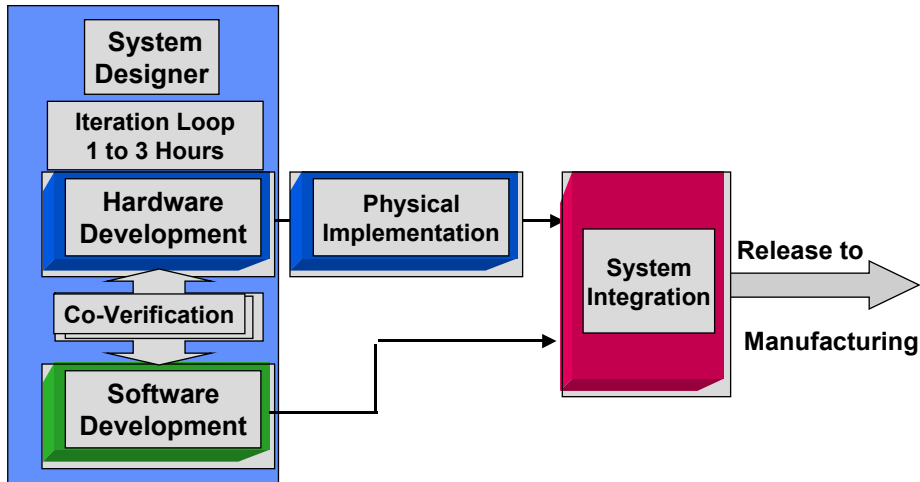 System
Designer
Iteration Loop
1 to 3 Hours
Hardware
Development
Physical
Implementation
Co-Verification
Software
Development
System
Integration
Release to
Manufacturing